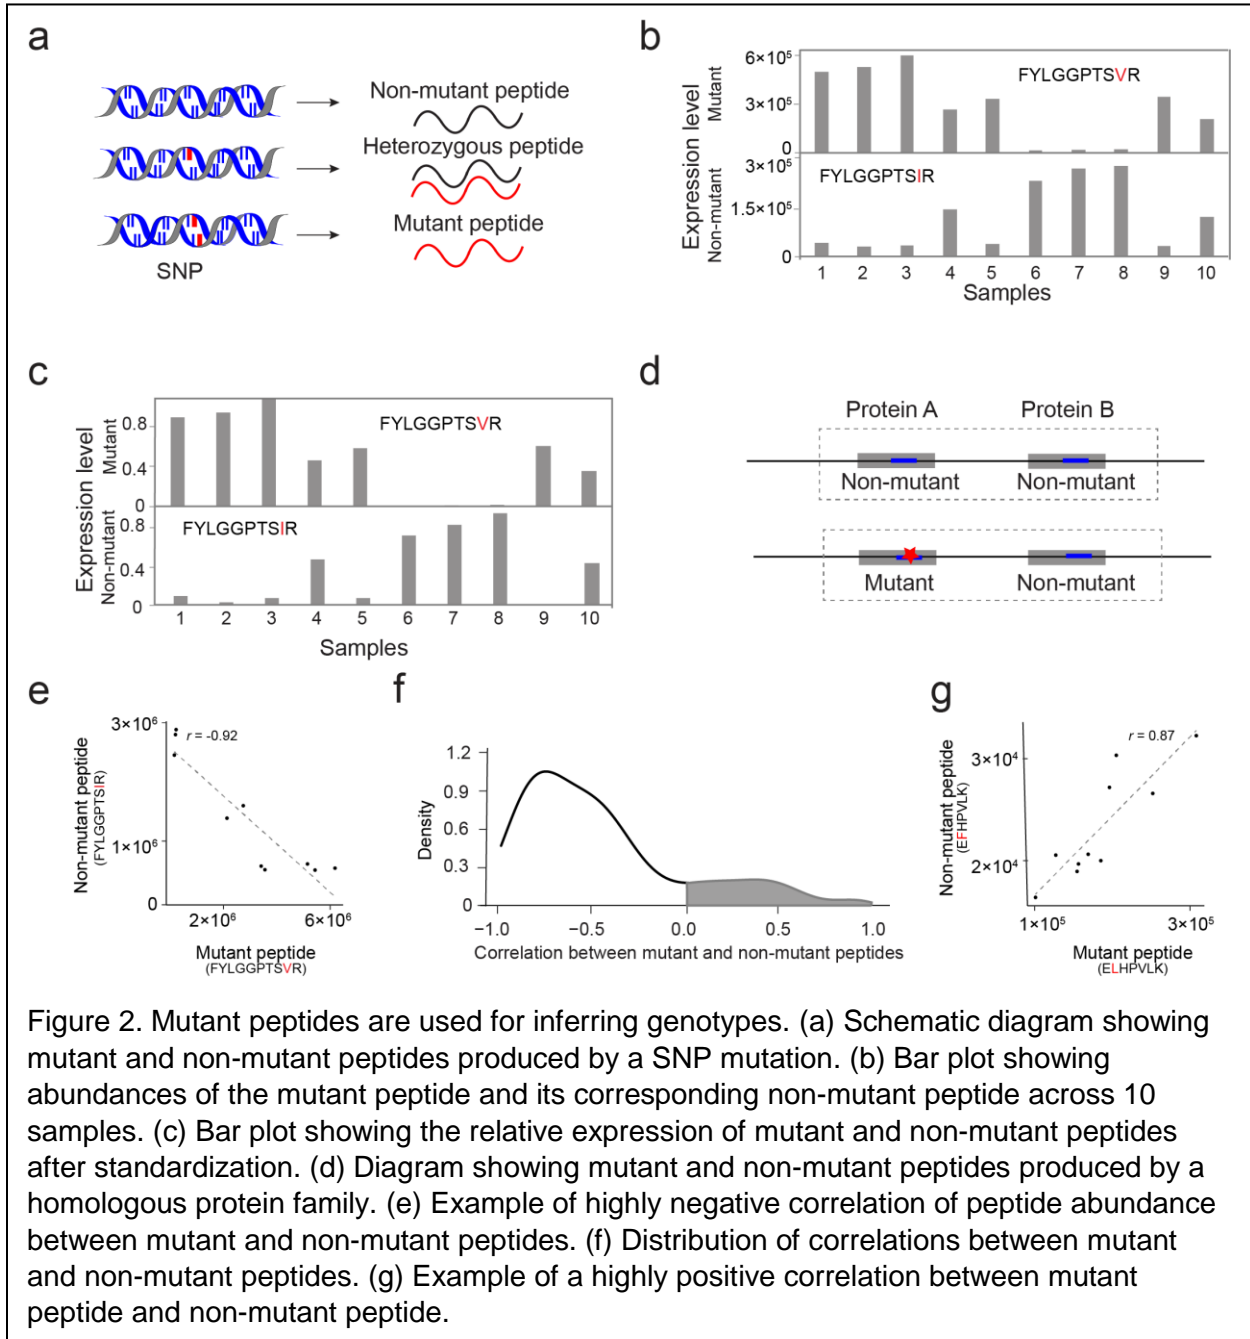 a
Non-mutant peptide
Heterozygous peptide
Mutant peptide
SNP
b
Expression level
Mutant
Non-mutant
6×10⁵
3×10⁵
0
FYLGGPTSVR
3×10⁵
1.5×10⁵
0
FYLGGPTSIR
1 2 3 4 5 6 7 8 9 10
Samples
c
Expression level
Mutant
Non-mutant
0.8
0.4
0
FYLGGPTSVR
0.8
0.4
0
FYLGGPTSIR
1 2 3 4 5 6 7 8 9 10
Samples
d
Protein A Protein B
Non-mutant Non-mutant
Mutant Non-mutant
e
Non-mutant peptide
(FYLGGPTSIR)
3×10⁶
1×10⁶
0
r = -0.92
2×10⁶ 6×10⁶
Mutant peptide
(FYLGGPTSVR)
f
Density
1.2
0.9
0.6
0.3
0
−1.0 −0.5 0.0 0.5 1.0
Correlation between mutant and non-mutant peptides
g
Non-mutant peptide
(EFHPVLK)
3×10⁴
2×10⁴
r = 0.87
1×10⁵ 3×10⁵
Mutant peptide
(ELHPVLK)
Figure 2. Mutant peptides are used for inferring genotypes. (a) Schematic diagram showing
mutant and non-mutant peptides produced by a SNP mutation. (b) Bar plot showing
abundances of the mutant peptide and its corresponding non-mutant peptide across 10
samples. (c) Bar plot showing the relative expression of mutant and non-mutant peptides
after standardization. (d) Diagram showing mutant and non-mutant peptides produced by a
homologous protein family. (e) Example of highly negative correlation of peptide abundance
between mutant and non-mutant peptides. (f) Distribution of correlations between mutant
and non-mutant peptides. (g) Example of a highly positive correlation between mutant
peptide and non-mutant peptide.